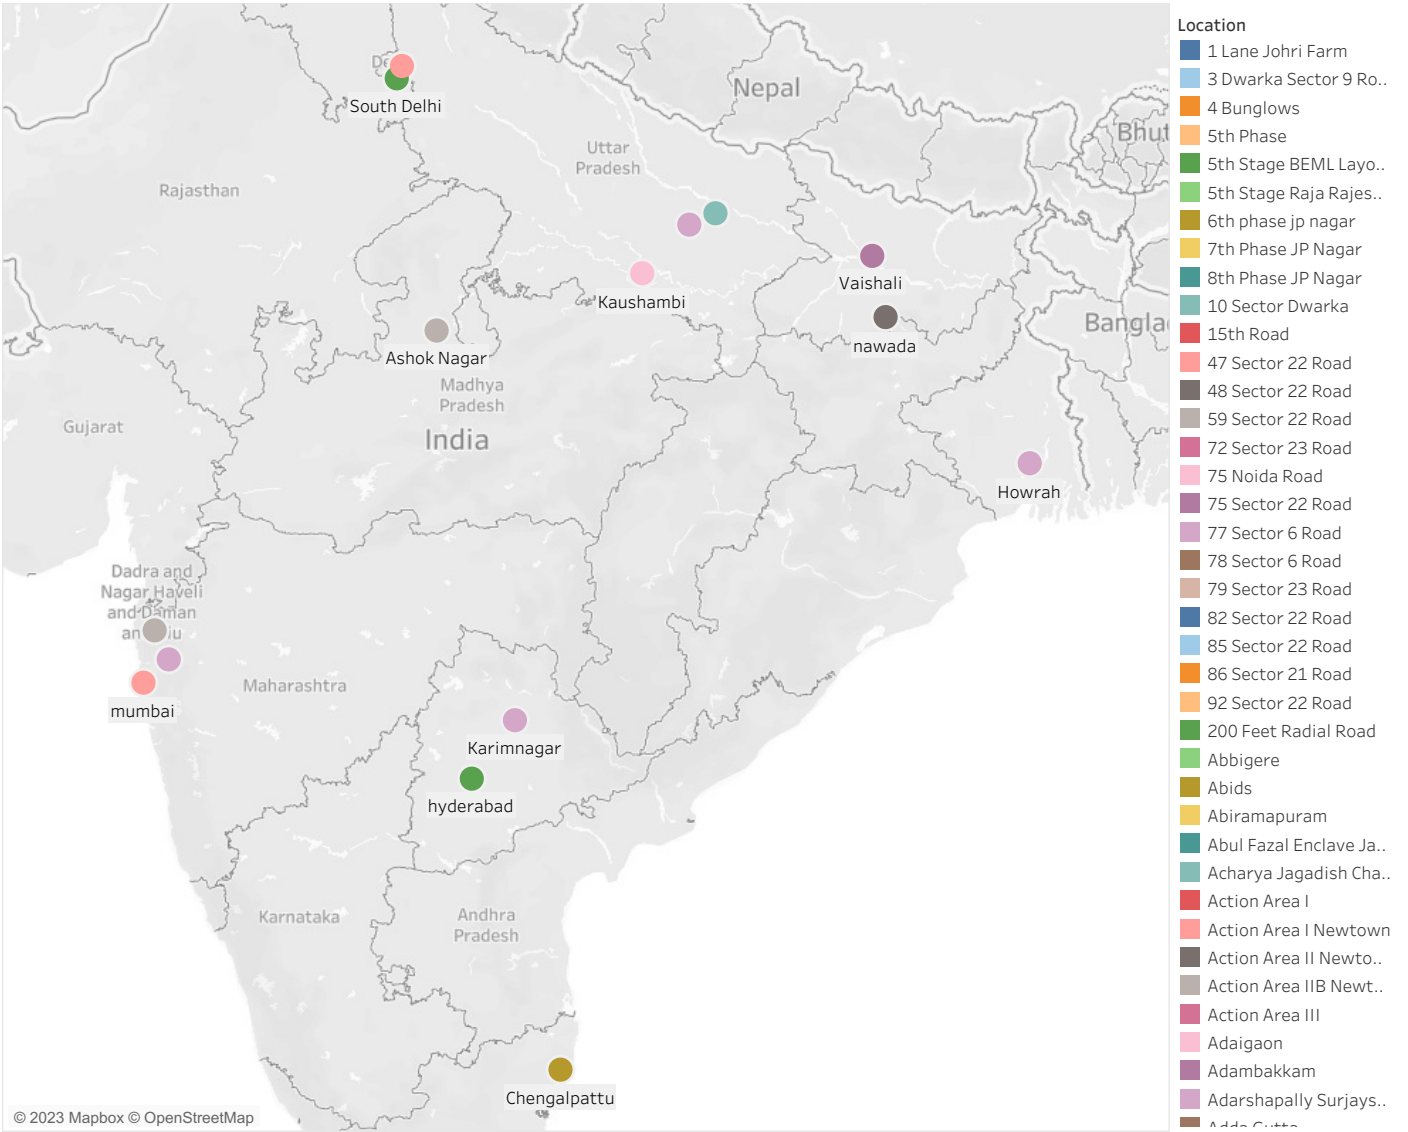 De
South Delhi
Nepal
Bhut
Uttar
Pradesh
Rajasthan
Vaishali
Kaushambi
nawada
Bangla
Ashok Nagar
Madhya
Pradesh
India
Gujarat
Howrah
Dadra and
Nagar Haveli
and Daman
an iu
Maharashtra
mumbai
Karimnagar
hyderabad
Karnataka
Andhra
Pradesh
Chengalpattu
© 2023 Mapbox © OpenStreetMap
Location
1 Lane Johri Farm
3 Dwarka Sector 9 Ro..
4 Bunglows
5th Phase
5th Stage BEML Layo..
5th Stage Raja Rajes..
6th phase jp nagar
7th Phase JP Nagar
8th Phase JP Nagar
10 Sector Dwarka
15th Road
47 Sector 22 Road
48 Sector 22 Road
59 Sector 22 Road
72 Sector 23 Road
75 Noida Road
75 Sector 22 Road
77 Sector 6 Road
78 Sector 6 Road
79 Sector 23 Road
82 Sector 22 Road
85 Sector 22 Road
86 Sector 21 Road
92 Sector 22 Road
200 Feet Radial Road
Abbigere
Abids
Abiramapuram
Abul Fazal Enclave Ja..
Acharya Jagadish Cha..
Action Area I
Action Area I Newtown
Action Area II Newto..
Action Area IIB Newt..
Action Area III
Adaigaon
Adambakkam
Adarshapally Surjays..
Adda Gutta